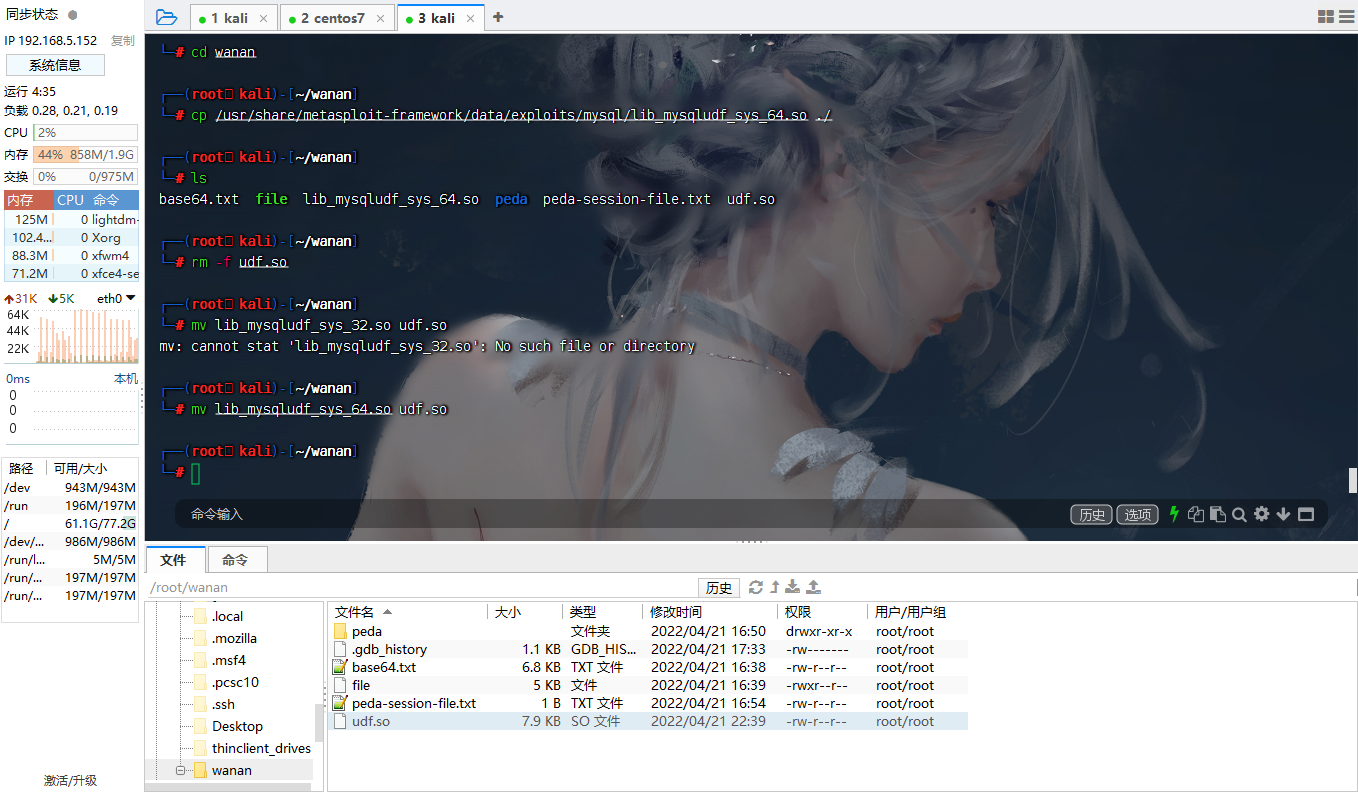 同步状态
IP 192.168.5.152 复制
系统信息
运行 4:35
负载 0.28, 0.21, 0.19
CPU 2%
内存 44% 858M/1.9G
交换 0% 0/975M
内存 CPU 命令
125M 0 lightdm-
102.4... 0 Xorg
88.3M 0 xfwm4
71.2M 0 xfce4-se
31K 5K eth0
64K
44K
22K
0ms 本机
0
0
0
路径 可用/大小
/dev 943M/943M
/run 196M/197M
/ 61.1G/77.2G
/dev/... 986M/986M
/run/l... 5M/5M
/run/... 197M/197M
/run/... 197M/197M
激活/升级
1 kali 2 centos7 3 kali
# cd wanan
(root kali)-[~/wanan]
# cp /usr/share/metasploit-framework/data/exploits/mysql/lib_mysqludf_sys_64.so ./
(root kali)-[~/wanan]
# ls
base64.txt file lib_mysqludf_sys_64.so peda peda-session-file.txt udf.so
(root kali)-[~/wanan]
# rm -f udf.so
(root kali)-[~/wanan]
# mv lib_mysqludf_sys_32.so udf.so
mv: cannot stat 'lib_mysqludf_sys_32.so': No such file or directory
(root kali)-[~/wanan]
# mv lib_mysqludf_sys_64.so udf.so
(root kali)-[~/wanan]
#
命令输入 历史 选项
文件 命令
/root/wanan 历史
.local
.mozilla
.msf4
.pcsc10
.ssh
Desktop
thinclient_drives
wanan
文件名 大小 类型 修改时间 权限 用户/用户组
peda 文件夹 2022/04/21 16:50 drwxr-xr-x root/root
.gdb_history 1.1 KB GDB_HIS... 2022/04/21 17:33 -rw------- root/root
base64.txt 6.8 KB TXT 文件 2022/04/21 16:38 -rw-r--r-- root/root
file 5 KB 文件 2022/04/21 16:39 -rwxr--r-- root/root
peda-session-file.txt 1 B TXT 文件 2022/04/21 16:54 -rw-r--r-- root/root
udf.so 7.9 KB SO 文件 2022/04/21 22:39 -rw-r--r-- root/root